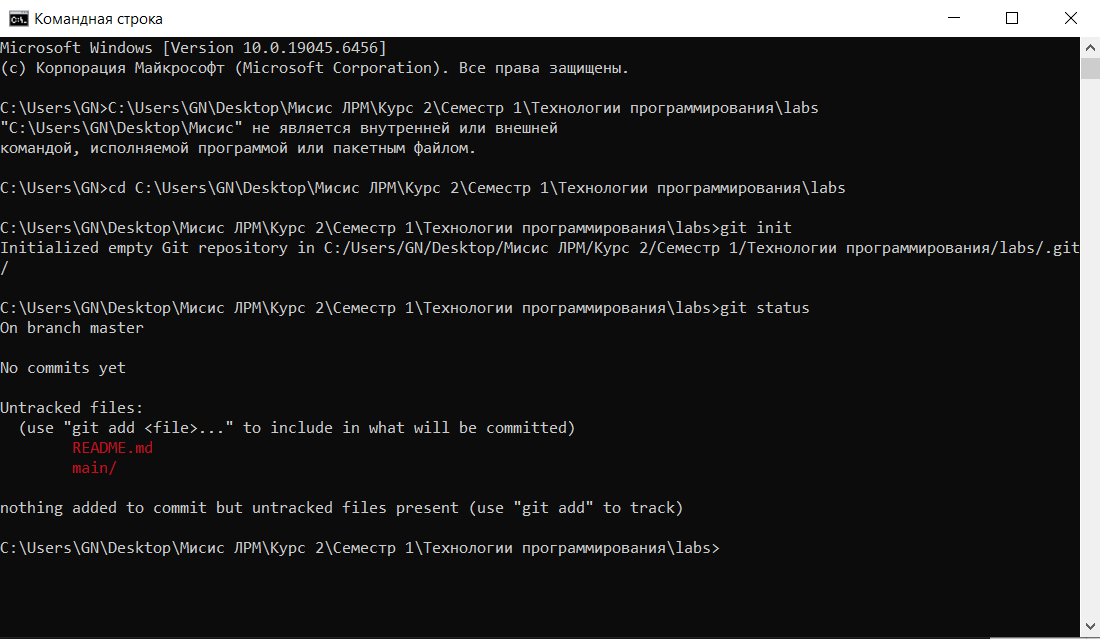 Командная строка
Microsoft Windows [Version 10.0.19045.6456]
(c) Корпорация Майкрософт (Microsoft Corporation). Все права защищены.
C:\Users\GN>C:\Users\GN\Desktop\Мисис ЛРМ\Курс 2\Семестр 1\Технологии программирования\labs
"C:\Users\GN\Desktop\Мисис" не является внутренней или внешней
командой, исполняемой программой или пакетным файлом.
C:\Users\GN>cd C:\Users\GN\Desktop\Мисис ЛРМ\Курс 2\Семестр 1\Технологии программирования\labs
C:\Users\GN\Desktop\Мисис ЛРМ\Курс 2\Семестр 1\Технологии программирования\labs>git init
Initialized empty Git repository in C:/Users/GN/Desktop/Мисис ЛРМ/Курс 2/Семестр 1/Технологии программирования/labs/.git
/
C:\Users\GN\Desktop\Мисис ЛРМ\Курс 2\Семестр 1\Технологии программирования\labs>git status
On branch master
No commits yet
Untracked files:
  (use "git add <file>..." to include in what will be committed)
        README.md
        main/
nothing added to commit but untracked files present (use "git add" to track)
C:\Users\GN\Desktop\Мисис ЛРМ\Курс 2\Семестр 1\Технологии программирования\labs>